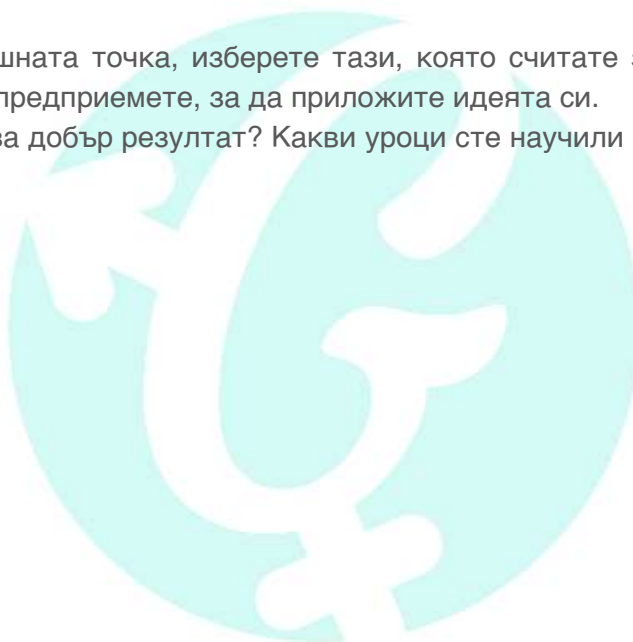 шната точка, изберете тази, която считате
предприемете, за да приложите идеята си.
за добър резултат? Какви уроци сте научили